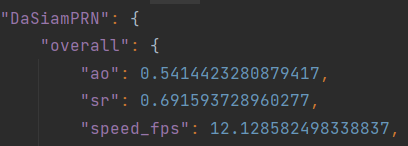 "DaSiamPRN": {
"overall": {
"ao": 0.5414423280879417,
"sr": 0.691593728960277,
"speed_fps": 12.128582498338837,